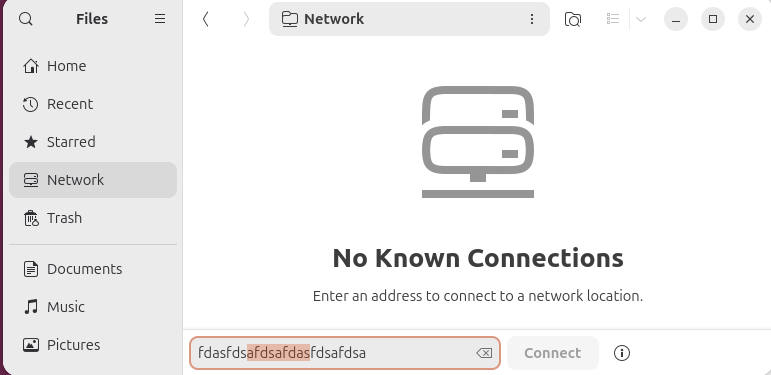 Files
Network
Home
Recent
Starred
Network
Trash
Documents
Music
Pictures
No Known Connections
Enter an address to connect to a network location.
fdasfdsafdsafdasfdsafdsa
Connect